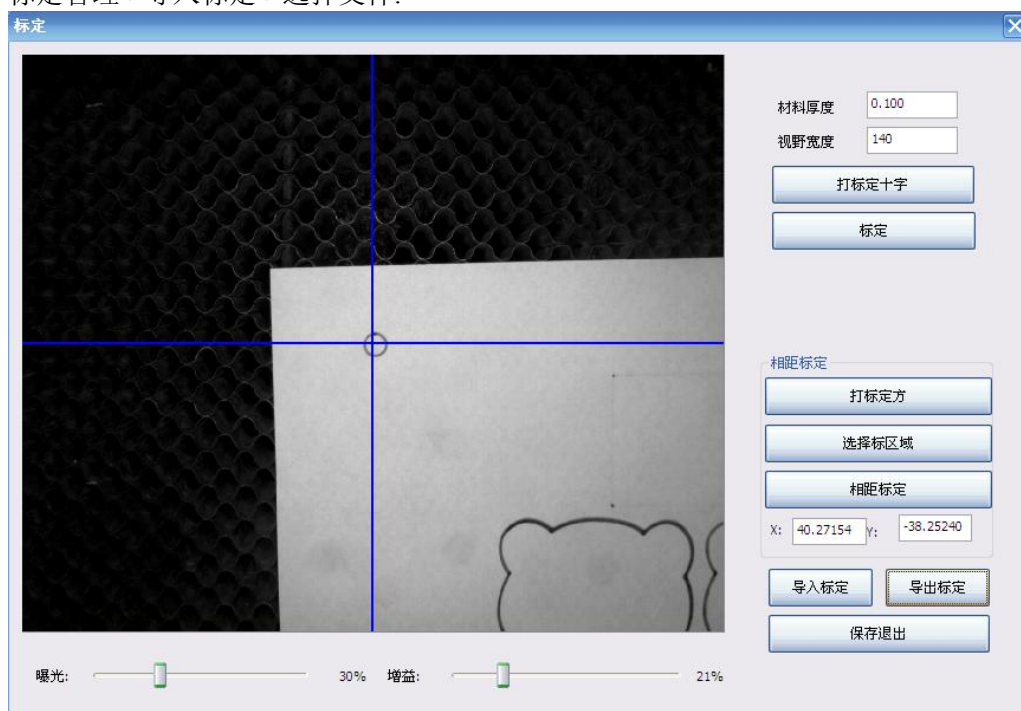 标定
材料厚度 0.100
视野宽度 140
打标定十字
标定
相距标定
打标定方
选择标区域
相距标定
X: 40.27154 Y: -38.25240
导入标定 导出标定
保存退出
曝光: 30% 增益: 21%